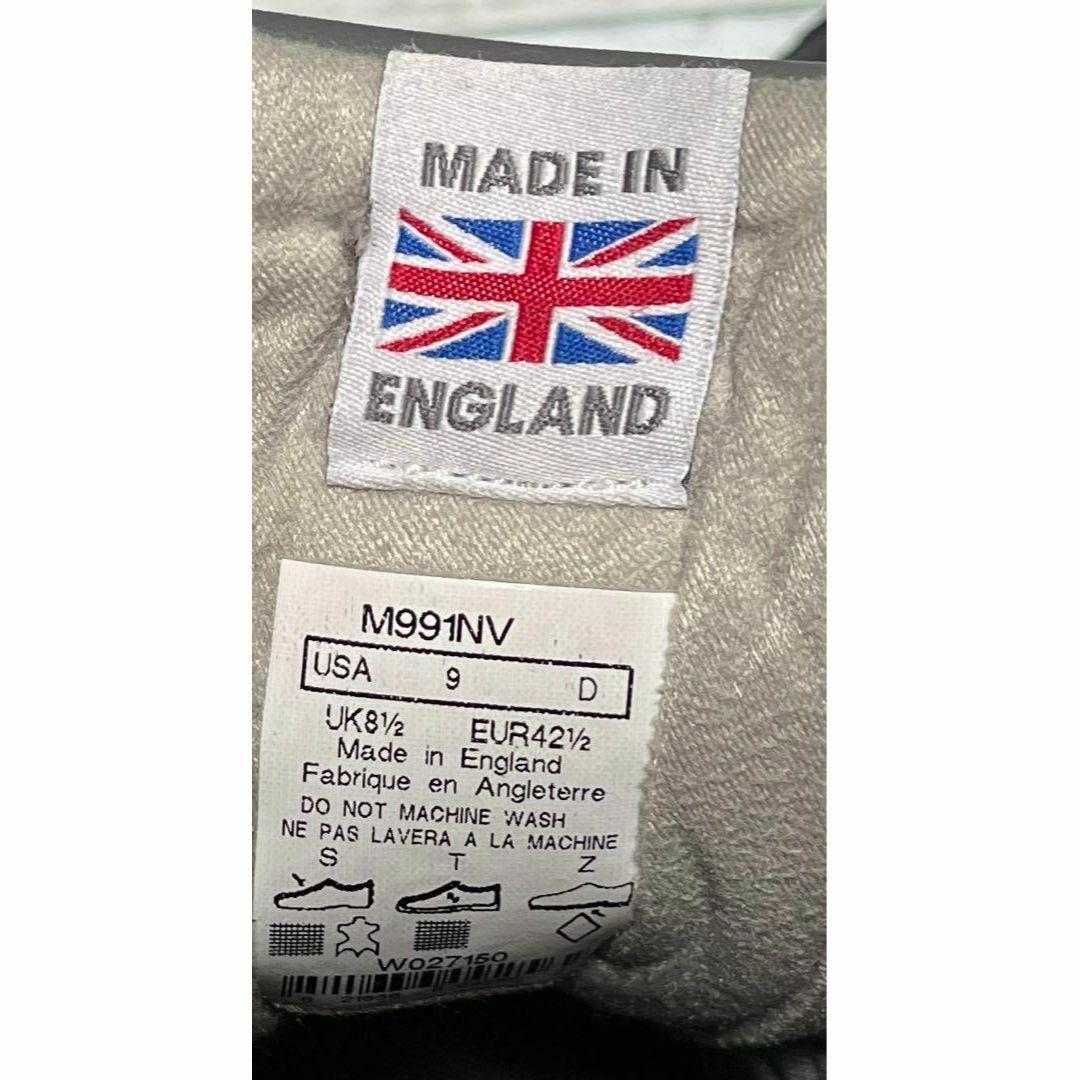 MADE IN
ENGLAND
M991NV
USA 9 D
UK8½ EUR42½
Made in England
Fabrique en Angleterre
DO NOT MACHINE WASH
NE PAS LAVERA A LA MACHINE
S T Z
W027150